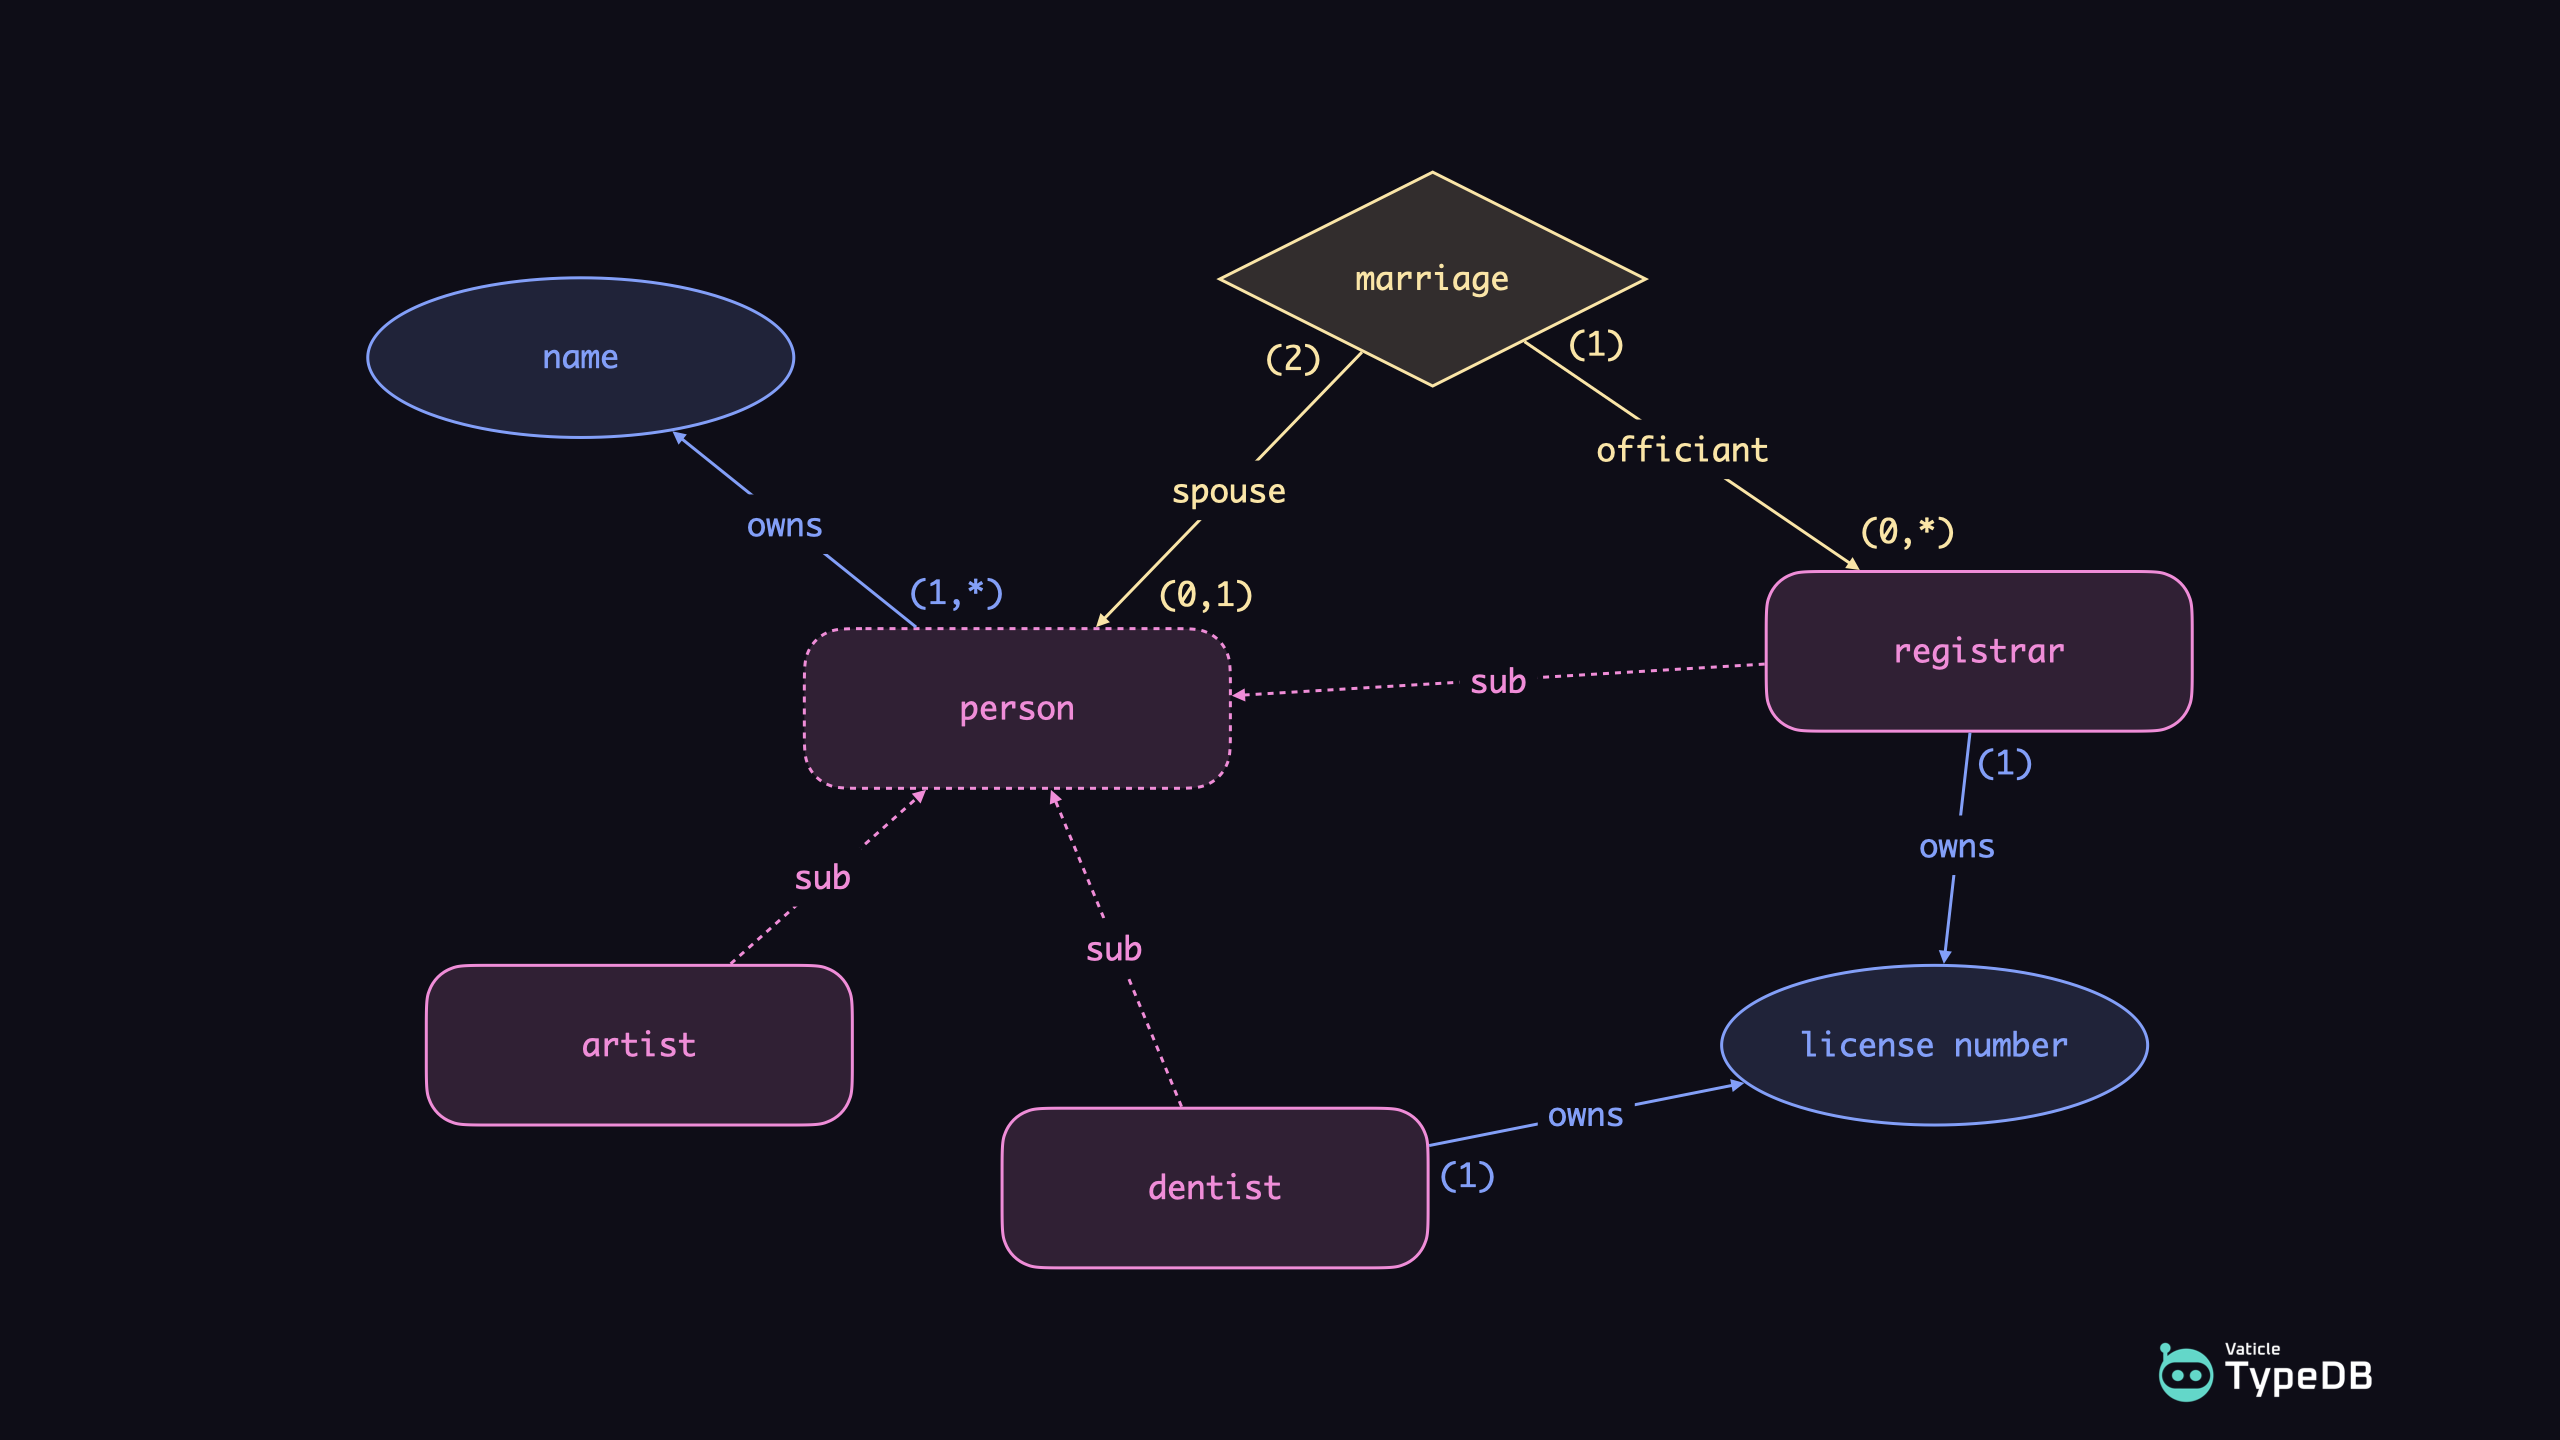 marriage
(2)
(1)
name
officiant
spouse
owns
(0,*)
(1,*)
(0,1)
registrar
sub
person
(1)
owns
sub
sub
artist
license number
owns
(1)
dentist
Vaticle
TypeDB